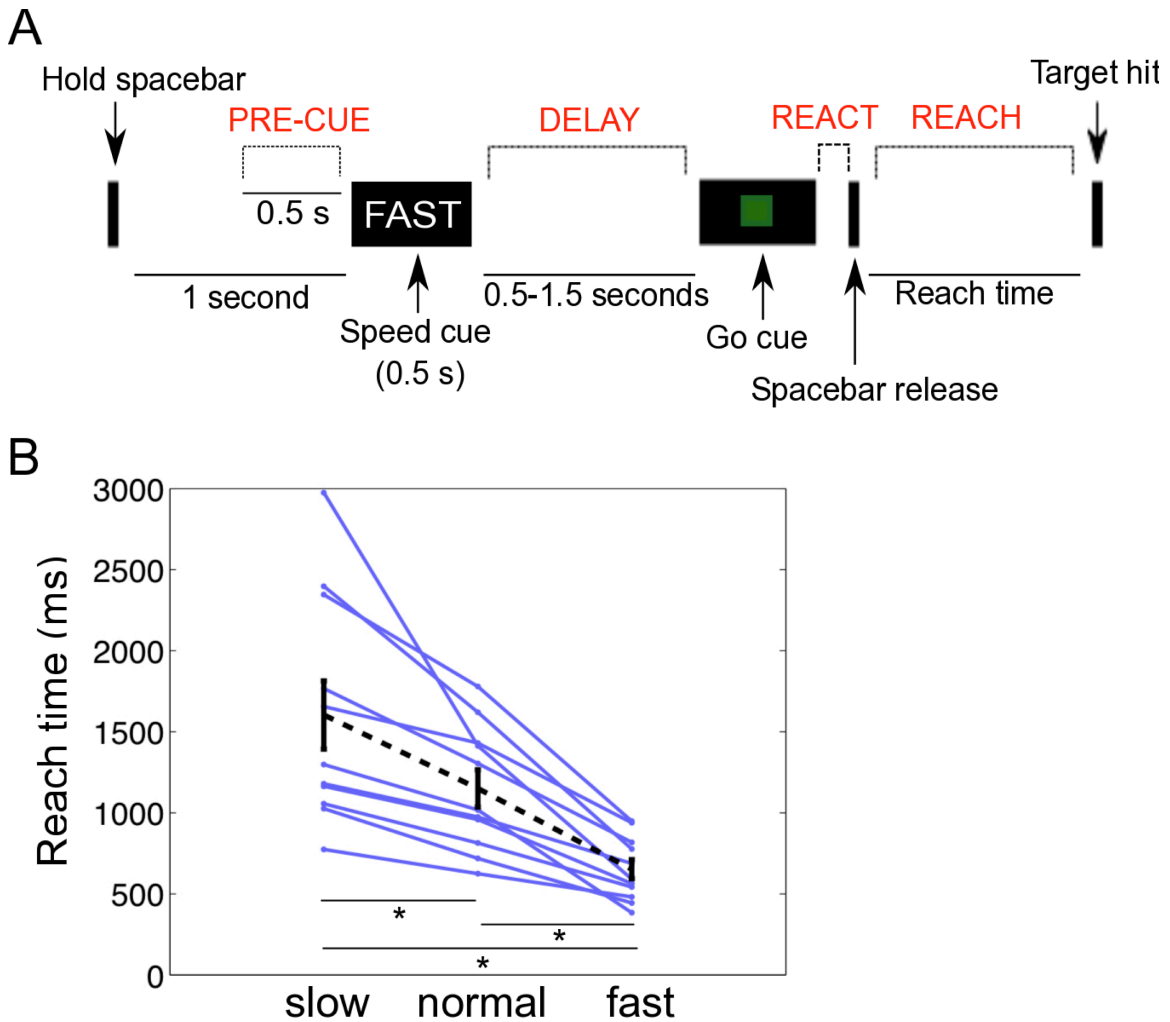 A
Hold spacebar
Target hit
PRE-CUE
DELAY
REACT
REACH
0.5 s
FAST
1 second
0.5-1.5 seconds
Reach time
Speed cue
(0.5 s)
Go cue
Spacebar release
B
Reach time (ms)
3000
2500
2000
1500
1000
500
0
*
*
*
slow
normal
fast